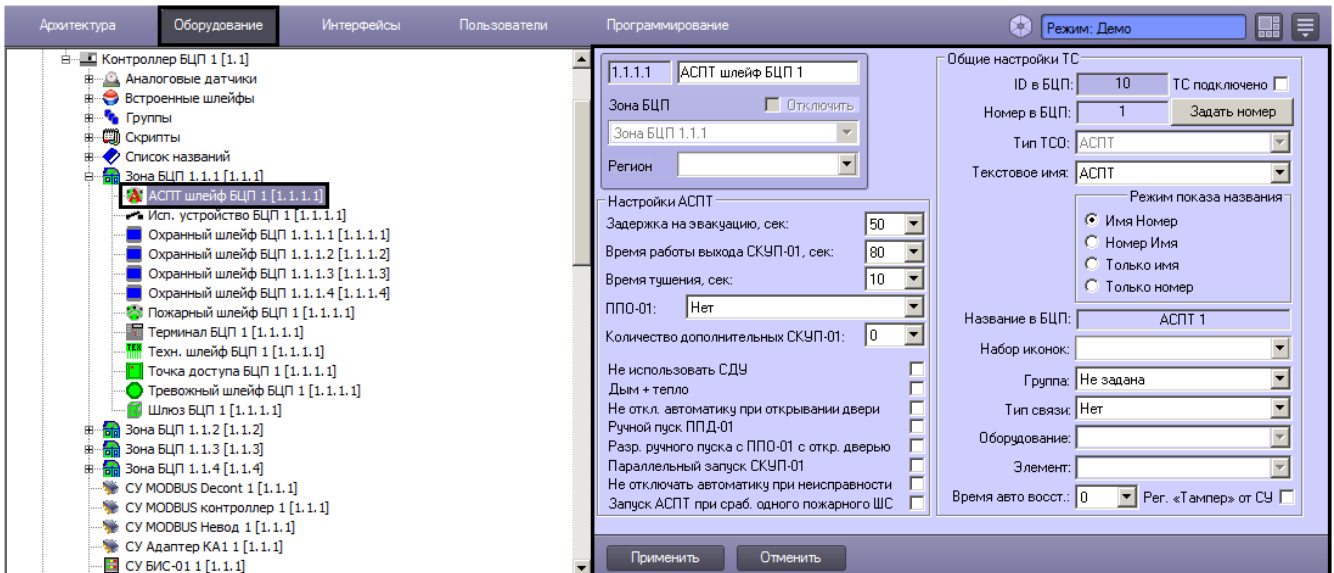 Архитектура Оборудование Интерфейсы Пользователи Программирование Режим: Демо
Контроллер БЦП 1 [1.1]
Аналоговые датчики
Встроенные шлейфы
Группы
Скрипты
Список названий
Зона БЦП 1.1.1 [1.1.1]
АСПТ шлейф БЦП 1 [1.1.1.1]
Исп. устройство БЦП 1 [1.1.1.1]
Охранный шлейф БЦП 1.1.1.1 [1.1.1.1]
Охранный шлейф БЦП 1.1.1.2 [1.1.1.2]
Охранный шлейф БЦП 1.1.1.3 [1.1.1.3]
Охранный шлейф БЦП 1.1.1.4 [1.1.1.4]
Пожарный шлейф БЦП 1 [1.1.1.1]
Терминал БЦП 1 [1.1.1.1]
Техн. шлейф БЦП 1 [1.1.1.1]
Точка доступа БЦП 1 [1.1.1.1]
Тревожный шлейф БЦП 1 [1.1.1.1]
Шлюз БЦП 1 [1.1.1.1]
Зона БЦП 1.1.2 [1.1.2]
Зона БЦП 1.1.3 [1.1.3]
Зона БЦП 1.1.4 [1.1.4]
СУ MODBUS Decont 1 [1.1.1]
СУ MODBUS контроллер 1 [1.1.1]
СУ MODBUS Невод 1 [1.1.1]
СУ Адаптер КА1 1 [1.1.1]
СУ БИС-01 1 [1.1.1]
1.1.1.1 АСПТ шлейф БЦП 1
Зона БЦП Отключить
Зона БЦП 1.1.1
Регион
Настройки АСПТ
Задержка на эвакуацию, сек: 50
Время работы выхода СКУП-01, сек: 80
Время тушения, сек: 10
ППО-01: Нет
Количество дополнительных СКУП-01: 0
Не использовать СДУ
Дым + тепло
Не откл. автоматику при открывании двери
Ручной пуск ППД-01
Разр. ручного пуска с ППО-01 с откр. дверью
Параллельный запуск СКУП-01
Не отключать автоматику при неисправности
Запуск АСПТ при сраб. одного пожарного ШС
Общие настройки ТС
ID в БЦП: 10 ТС подключено
Номер в БЦП: 1 Задать номер
Тип ТСО: АСПТ
Текстовое имя: АСПТ
Режим показа названия
Имя Номер
Номер Имя
Только имя
Только номер
Название в БЦП: АСПТ 1
Набор иконок:
Группа: Не задана
Тип связи: Нет
Оборудование:
Элемент:
Время авто восст.: 0 Рег. «Тампер» от СУ
Применить Отменить